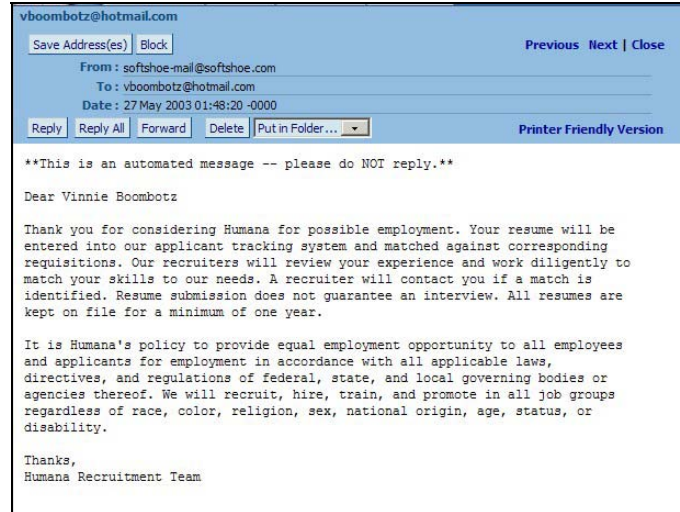 vboombotz@hotmail.com
Save Address(es) Block Previous Next | Close
From : softshoe-mail@softshoe.com
To : vboombotz@hotmail.com
Date : 27 May 2003 01:48:20 -0000
Reply Reply All Forward Delete Put in Folder... Printer Friendly Version
**This is an automated message -- please do NOT reply.**
Dear Vinnie Boombotz
Thank you for considering Humana for possible employment. Your resume will be
entered into our applicant tracking system and matched against corresponding
requisitions. Our recruiters will review your experience and work diligently to
match your skills to our needs. A recruiter will contact you if a match is
identified. Resume submission does not guarantee an interview. All resumes are
kept on file for a minimum of one year.
It is Humana's policy to provide equal employment opportunity to all employees
and applicants for employment in accordance with all applicable laws,
directives, and regulations of federal, state, and local governing bodies or
agencies thereof. We will recruit, hire, train, and promote in all job groups
regardless of race, color, religion, sex, national origin, age, status, or
disability.
Thanks,
Humana Recruitment Team